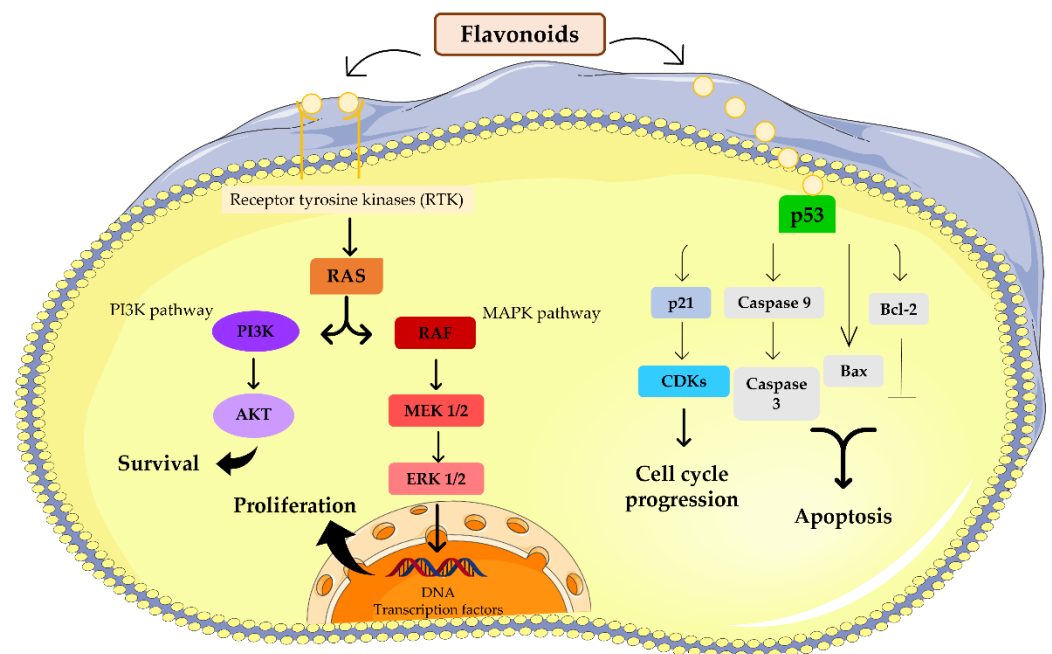 Flavonoids
Receptor tyrosine kinases (RTK)
RAS
PI3K pathway
MAPK pathway
PI3K
RAF
AKT
MEK 1/2
Survival
ERK 1/2
Proliferation
DNA
Transcription factors
p53
p21
Caspase 9
Bcl-2
CDKs
Caspase
3
Bax
Cell cycle
progression
Apoptosis